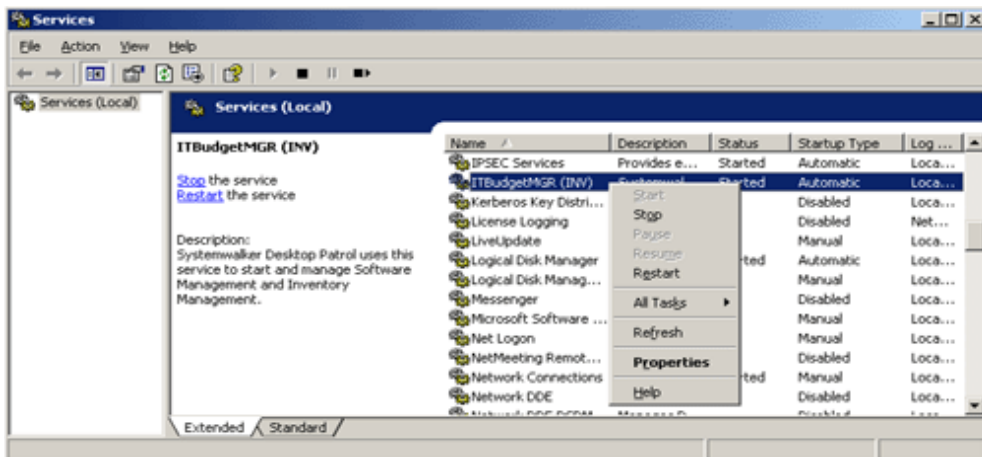 Services
File Action View Help
Services (Local)
Services (Local)
ITBudgetMGR (INV)
Stop the service
Restart the service
Description:
Systemwalker Desktop Patrol uses this
service to start and manage Software
Management and Inventory
Management.
Name Description Status Startup Type Log ...
IPSEC Services Provides e... Started Automatic Loca...
ITBudgetMGR (INV) Systemwal... Started Automatic Loca...
Kerberos Key Distri... Disabled Loca...
License Logging Disabled Net...
LiveUpdate Manual Loca...
Logical Disk Manager ted Automatic Loca...
Logical Disk Manag... Manual Loca...
Messenger Disabled Loca...
Microsoft Software ... Manual Loca...
Net Logon Manual Loca...
NetMeeting Remot... Disabled Loca...
Network Connections ted Manual Loca...
Network DDE Disabled Loca...
Start
Stop
Pause
Resume
Restart
All Tasks
Refresh
Properties
Help
Extended Standard